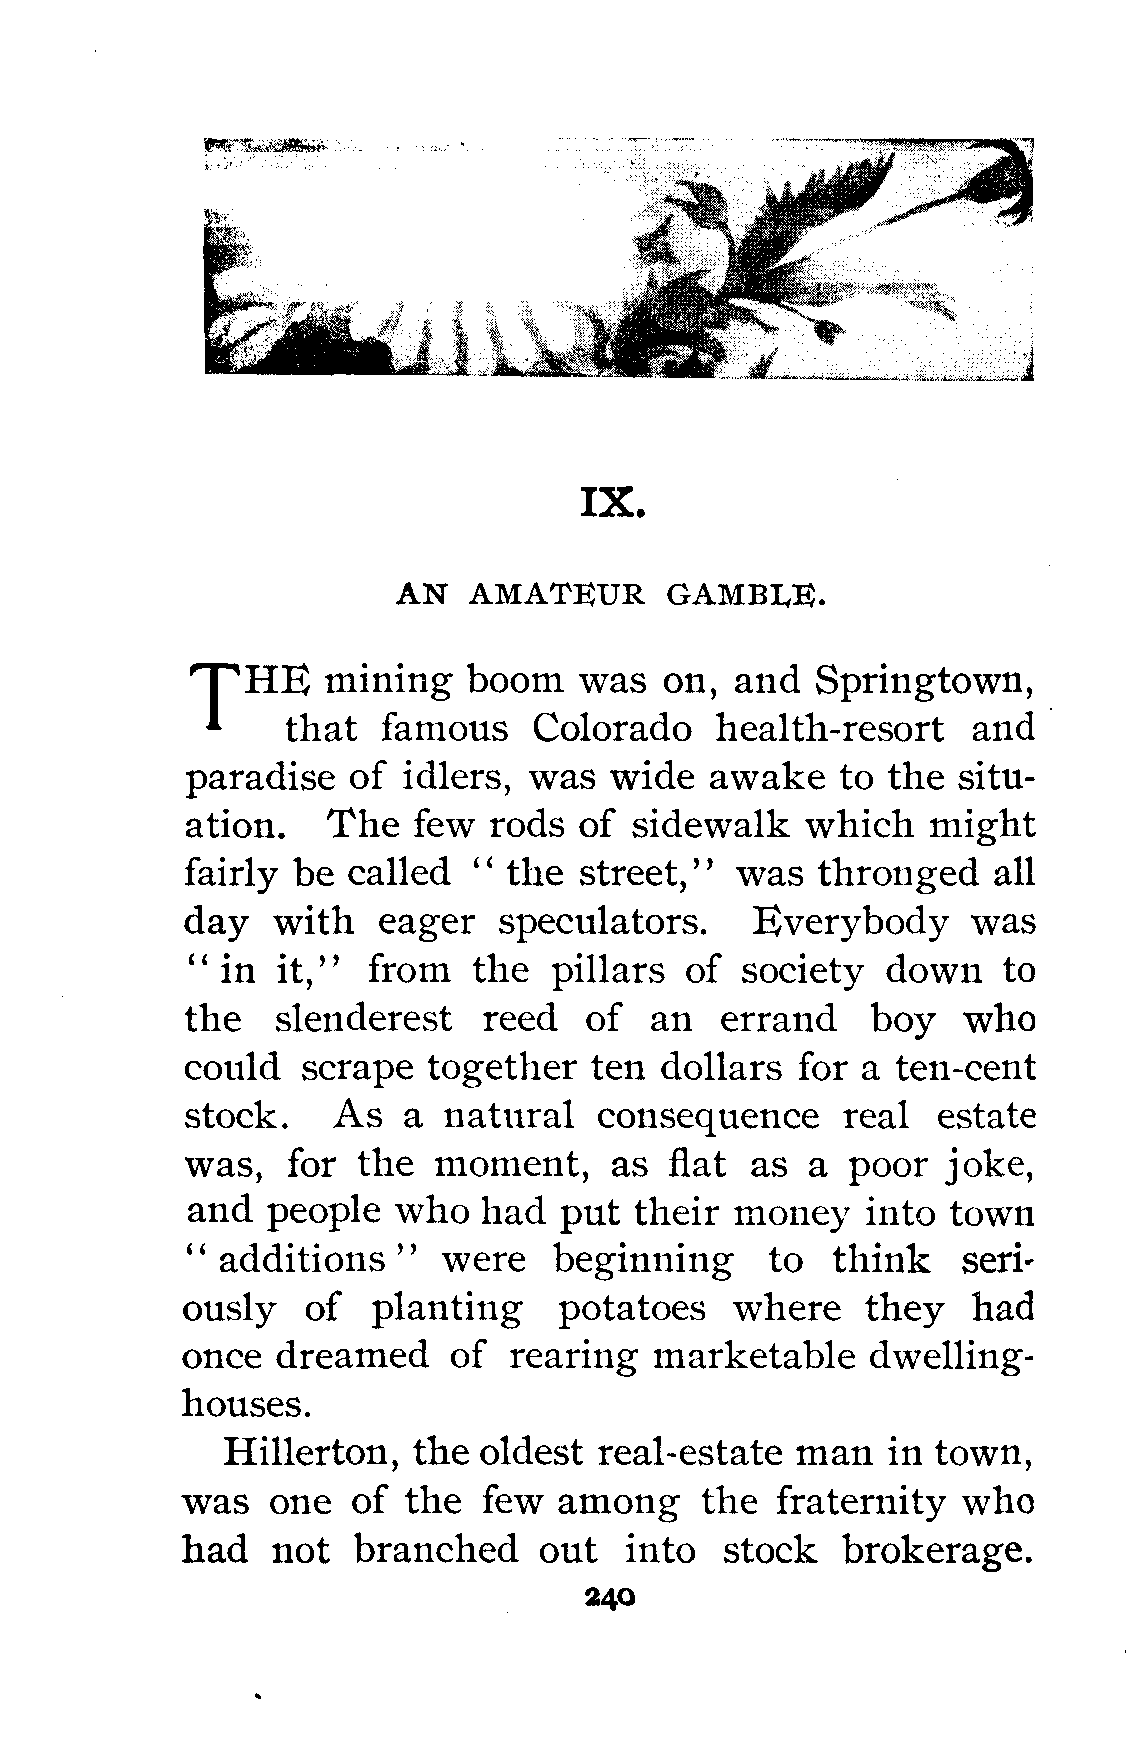 IX.
AN AMATEUR GAMBLE.
THE mining boom was on, and Springtown,
that famous Colorado health-resort and
paradise of idlers, was wide awake to the situ-
ation. The few rods of sidewalk which might
fairly be called “ the street,” was thronged all
day with eager speculators. Everybody was
“ in it,” from the pillars of society down to
the slenderest reed of an errand boy who
could scrape together ten dollars for a ten-cent
stock. As a natural consequence real estate
was, for the moment, as flat as a poor joke,
and people who had put their money into town
“ additions ” were beginning to think seri-
ously of planting potatoes where they had
once dreamed of rearing marketable dwelling-
houses.
Hillerton, the oldest real-estate man in town,
was one of the few among the fraternity who
had not branched out into stock brokerage.
240